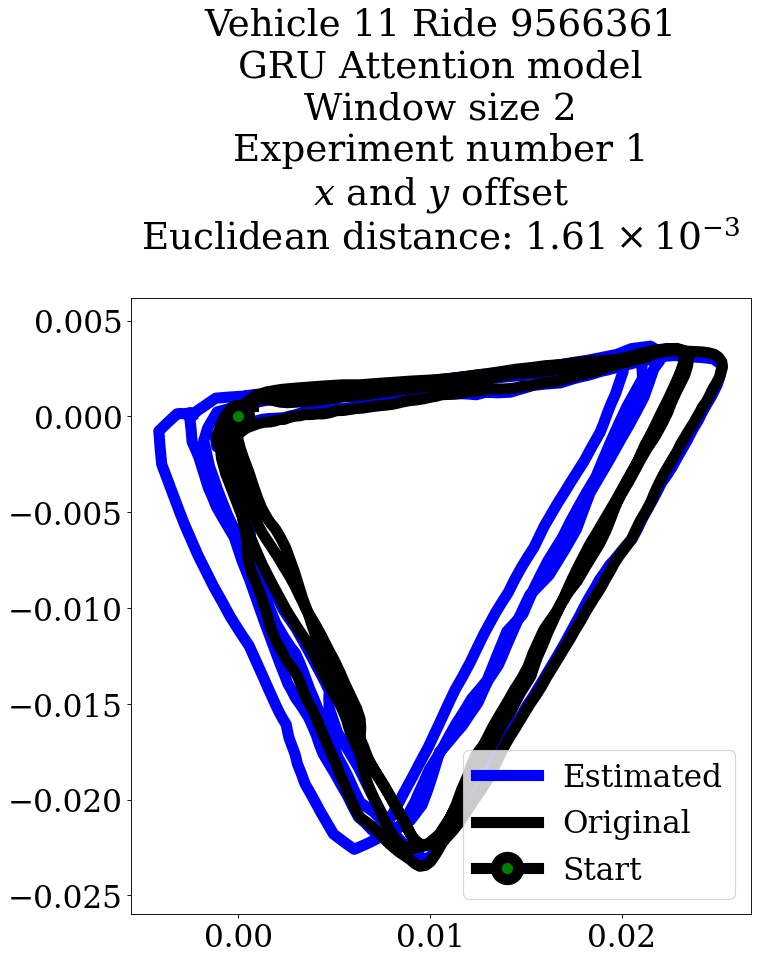 Vehicle 11 Ride 9566361
GRU Attention model
Window size 2
Experiment number 1
x and y offset
Euclidean distance: 1.61 × 10⁻³
0.005
0.000
−0.005
−0.010
−0.015
−0.020
−0.025
Estimated
Original
Start
0.00 0.01 0.02